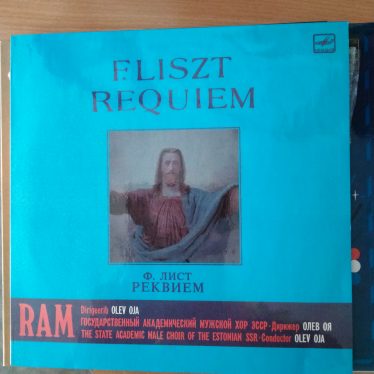 F. LISZT
REQUIEM
Ф. ЛИСТ
РЕКВИЕМ
RAM
Dirigeerib OLEV OJA
ГОСУДАРСТВЕННЫЙ АКАДЕМИЧЕСКИЙ МУЖСКОЙ ХОР ЭССР·Дирижер ОЛЕВ ОЯ
THE STATE ACADEMIC MALE CHOIR OF THE ESTONIAN SSR·Conductor OLEV OJA